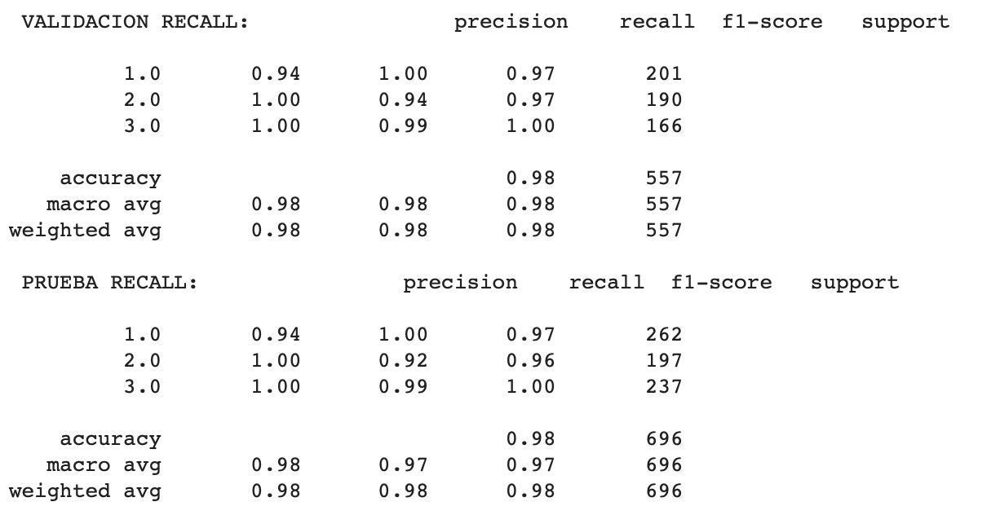 VALIDACION RECALL: precision recall f1-score support
1.0 0.94 1.00 0.97 201
2.0 1.00 0.94 0.97 190
3.0 1.00 0.99 1.00 166
accuracy 0.98 557
macro avg 0.98 0.98 0.98 557
weighted avg 0.98 0.98 0.98 557
PRUEBA RECALL: precision recall f1-score support
1.0 0.94 1.00 0.97 262
2.0 1.00 0.92 0.96 197
3.0 1.00 0.99 1.00 237
accuracy 0.98 696
macro avg 0.98 0.97 0.97 696
weighted avg 0.98 0.98 0.98 696